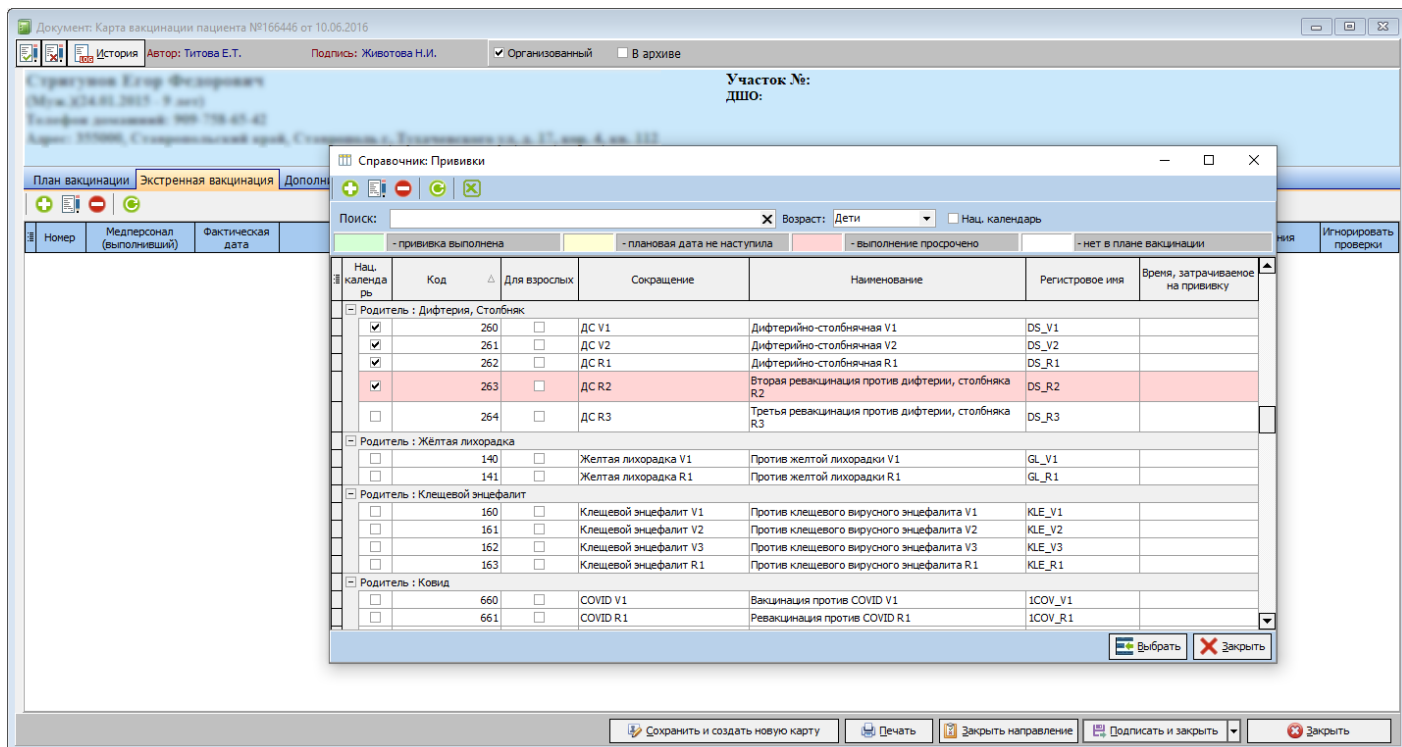 Документ: Карта вакцинации пациента №166446 от 10.06.2016
История Автор: Титова Е.Т. Подпись: Животова Н.И. Организованный В архиве
Участок №:
ДШО:
План вакцинации Экстренная вакцинация Дополни
Номер Медперсонал (выполнивший) Фактическая дата ния Игнорировать проверки
Справочник: Прививки
Поиск: Возраст: Дети Нац. календарь
- прививка выполнена - плановая дата не наступила - выполнение просрочено - нет в плане вакцинации
Нац. календа рь Код Для взрослых Сокращение Наименование Регистровое имя Время, затрачиваемое на прививку
Родитель : Дифтерия, Столбняк
260 ДС V1 Дифтерийно-столбнячная V1 DS_V1
261 ДС V2 Дифтерийно-столбнячная V2 DS_V2
262 ДС R1 Дифтерийно-столбнячная R1 DS_R1
263 ДС R2 Вторая ревакцинация против дифтерии, столбняка R2 DS_R2
264 ДС R3 Третья ревакцинация против дифтерии, столбняка R3 DS_R3
Родитель : Жёлтая лихорадка
140 Желтая лихорадка V1 Против желтой лихорадки V1 GL_V1
141 Желтая лихорадка R1 Против желтой лихорадки R1 GL_R1
Родитель : Клещевой энцефалит
160 Клещевой энцефалит V1 Против клещевого вирусного энцефалита V1 KLE_V1
161 Клещевой энцефалит V2 Против клещевого вирусного энцефалита V2 KLE_V2
162 Клещевой энцефалит V3 Против клещевого вирусного энцефалита V3 KLE_V3
163 Клещевой энцефалит R1 Против клещевого вирусного энцефалита R1 KLE_R1
Родитель : Ковид
660 COVID V1 Вакцинация против COVID V1 1COV_V1
661 COVID R1 Ревакцинация против COVID R1 1COV_R1
Выбрать Закрыть
Сохранить и создать новую карту Печать Закрыть направление Подписать и закрыть Закрыть